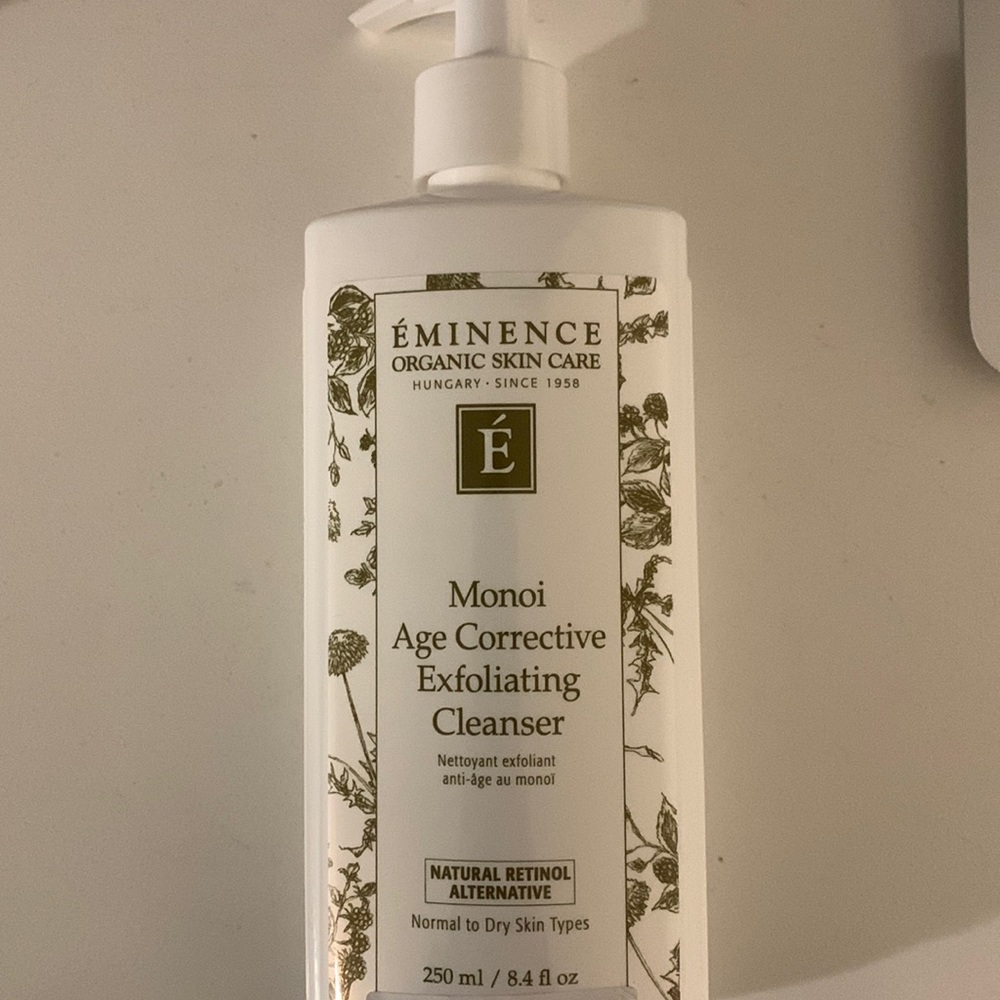 ÉMINENCE
ORGANIC SKIN CARE
HUNGARY · SINCE 1958
É
Monoi
Age Corrective
Exfoliating
Cleanser
Nettoyant exfoliant
anti-âge au monoï
NATURAL RETINOL
ALTERNATIVE
Normal to Dry Skin Types
250 ml / 8.4 fl oz